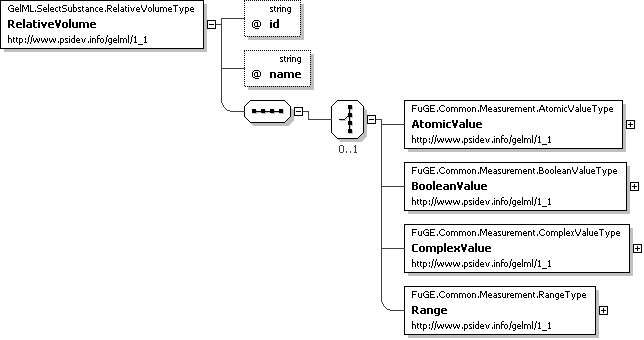 GelML.SelectSubstance.RelativeVolumeType
RelativeVolume
http://www.psidev.info/gelml/1_1
string
@ id
string
@ name
0..1
FuGE.Common.Measurement.AtomicValueType
AtomicValue
http://www.psidev.info/gelml/1_1
FuGE.Common.Measurement.BooleanValueType
BooleanValue
http://www.psidev.info/gelml/1_1
FuGE.Common.Measurement.ComplexValueType
ComplexValue
http://www.psidev.info/gelml/1_1
FuGE.Common.Measurement.RangeType
Range
http://www.psidev.info/gelml/1_1